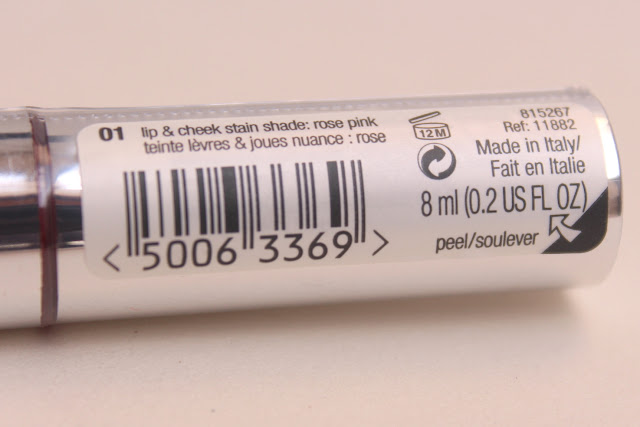 01 lip & cheek stain shade: rose pink
teinte lèvres & joues nuance : rose
< 5006 3369 >
12 M
815267
Ref: 11882
Made in Italy/
Fait en Italie
8 ml (0.2 US FL OZ)
peel/soulever